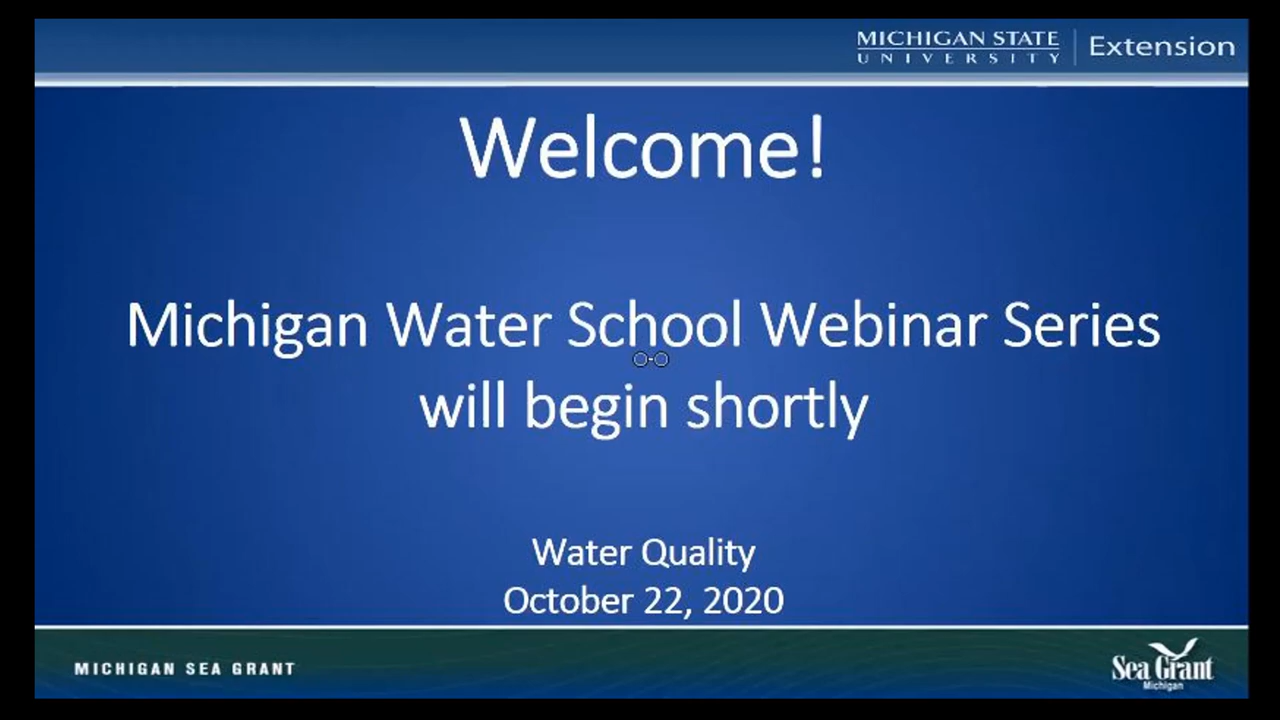 MICHIGAN STATE
UNIVERSITY
Extension
Welcome!
Michigan Water School Webinar Series
will begin shortly
Water Quality
October 22, 2020
MICHIGAN SEA GRANT
Sea Grant
Michigan